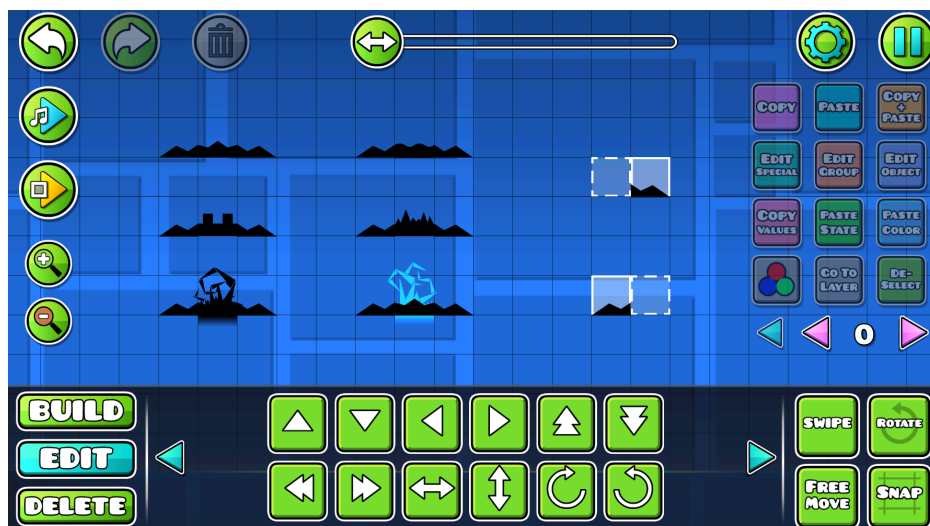 COPY
PASTE
COPY
+
PASTE
EDIT
SPECIAL
EDIT
GROUP
EDIT
OBJECT
COPY
VALUES
PASTE
STATE
PASTE
COLOR
GO TO
LAYER
DE-
SELECT
0
BUILD
EDIT
DELETE
SWIPE
ROTATE
FREE
MOVE
SNAP